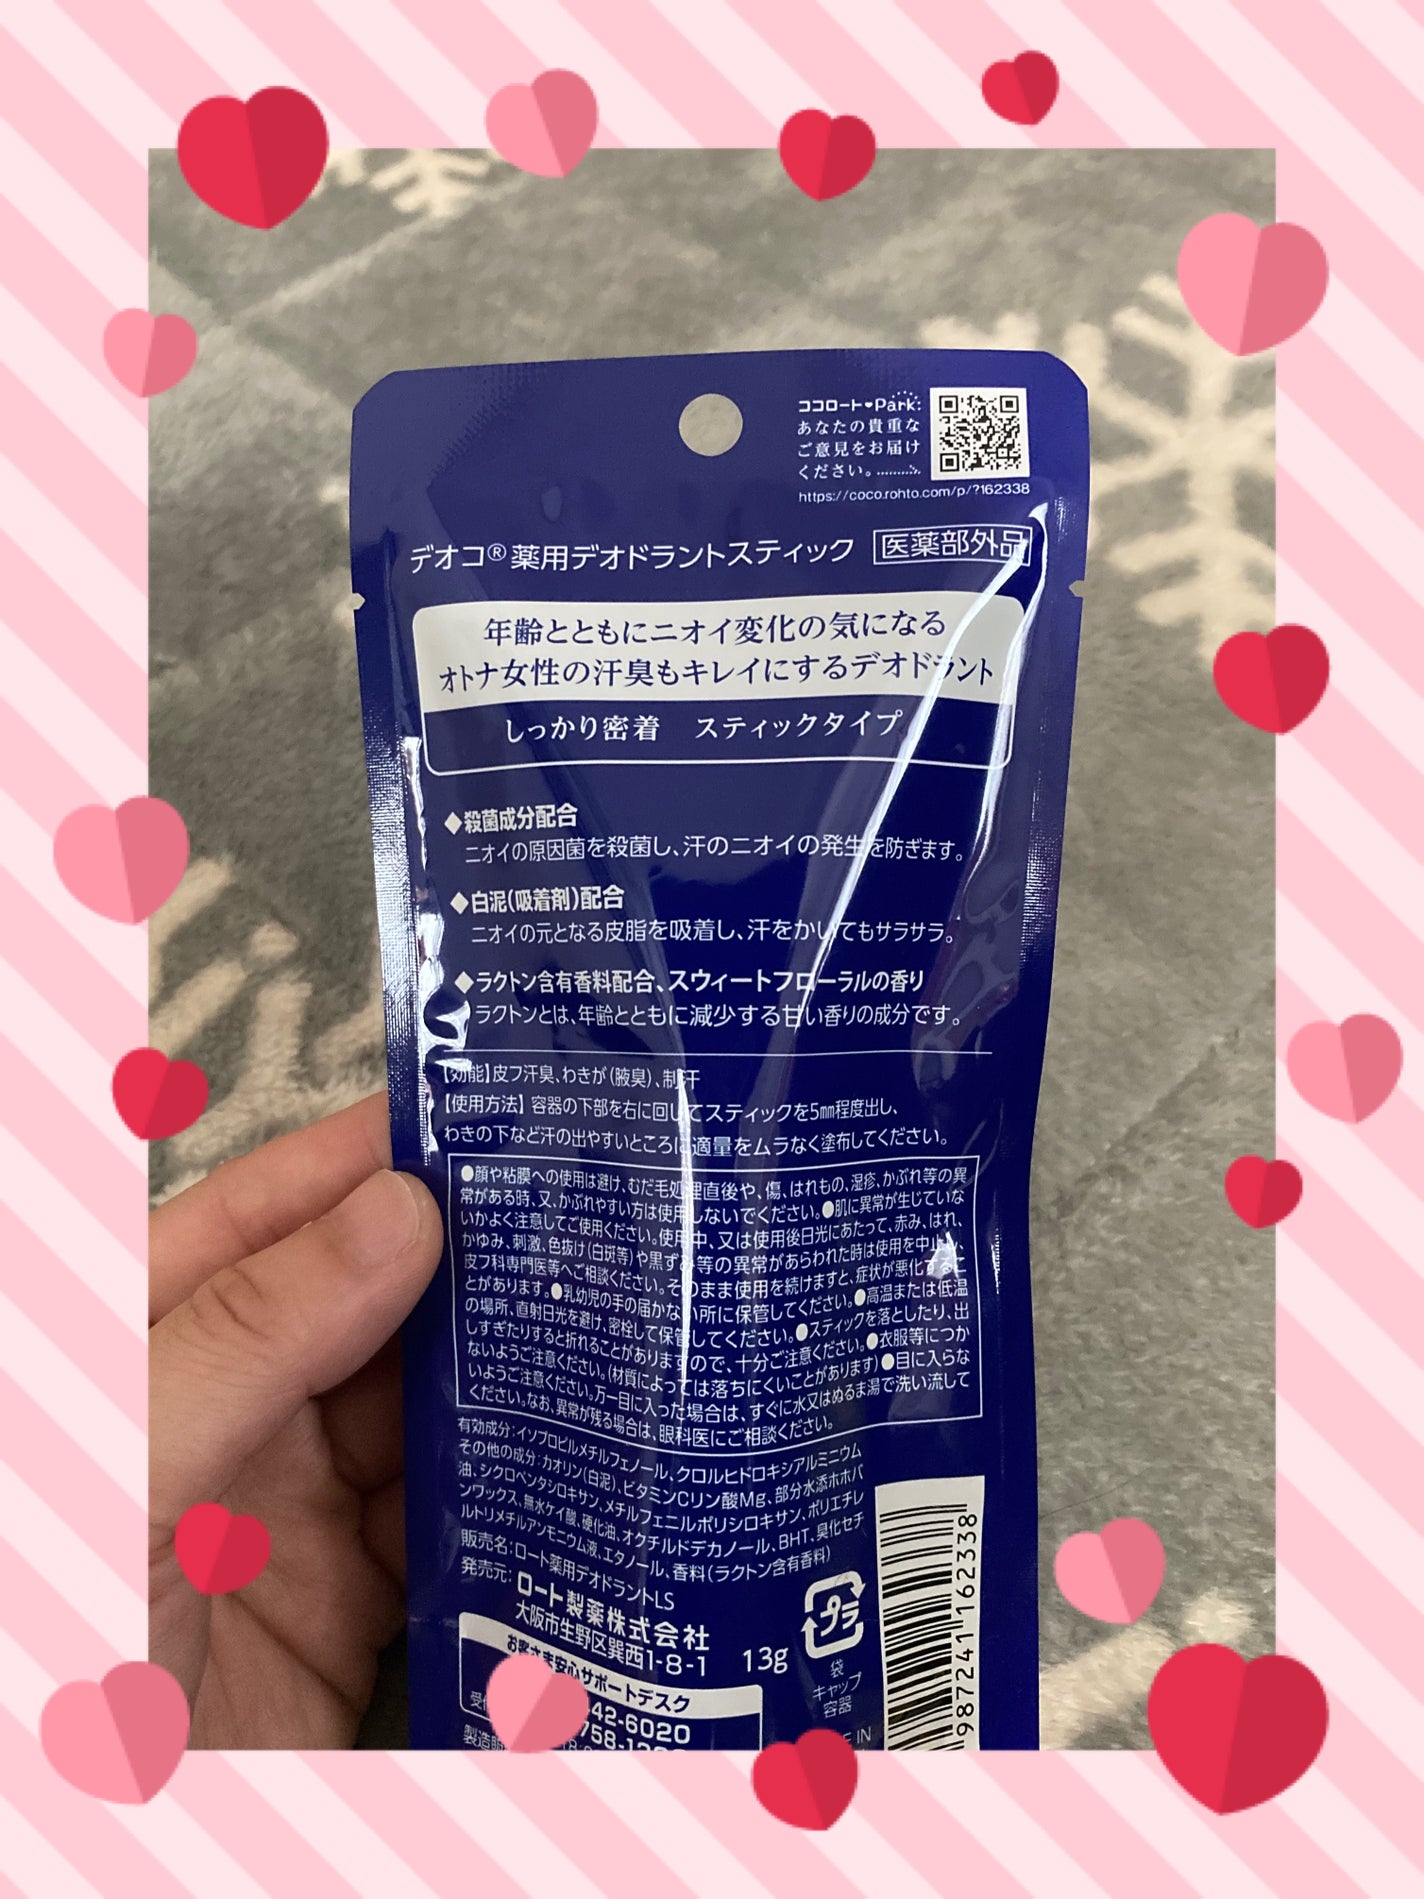 ココロート♥Park:
あなたの貴重な
ご意見をお届け
ください。
https://coco.rohto.com/p/?162338
デオコ®薬用デオドラントスティック 医薬部外品
年齢とともにニオイ変化の気になる
オトナ女性の汗臭もキレイにするデオドラント
しっかり密着 スティックタイプ
◆殺菌成分配合
ニオイの原因菌を殺菌し、汗のニオイの発生を防ぎます。
◆白泥(吸着剤)配合
ニオイの元となる皮脂を吸着し、汗をかいてもサラサラ。
◆ラクトン含有香料配合、スウィートフローラルの香り
ラクトンとは、年齢とともに減少する甘い香りの成分です。
【効能】皮フ汗臭、わきが(腋臭)、制汗
【使用方法】容器の下部を右に回してスティックを5㎜程度出し、
わきの下など汗の出やすいところに適量をムラなく塗布してください。
●顔や粘膜への使用は避け、むだ毛処理直後や、傷、はれもの、湿疹、かぶれ等の異
常がある時、又、かぶれやすい方は使用しないでください。●肌に異常が生じていな
いかよく注意してご使用ください。使用中、又は使用後日光にあたって、赤み、はれ、
かゆみ、刺激、色抜け(白斑等)や黒ずみ等の異常があらわれた時は使用を中止し、
皮フ科専門医等へご相談ください。そのまま使用を続けますと、症状が悪化するこ
とがあります。●乳幼児の手の届かない所に保管してください。●高温または低温
の場所、直射日光を避け、密栓して保管してください。●スティックを落としたり、出
しすぎたりすると折れることがありますので、十分ご注意ください。●衣服等につか
ないようご注意ください。(材質によっては落ちにくいことがあります)●目に入らな
いようご注意ください。万一目に入った場合は、すぐに水又はぬるま湯で洗い流して
ください。なお、異常が残る場合は、眼科医にご相談ください。
有効成分:イソプロピルメチルフェノール、クロルヒドロキシアルミニウム
その他の成分:カオリン(白泥)、ビタミンCリン酸Mg、部分水添ホホバ
油、シクロペンタシロキサン、メチルフェニルポリシロキサン、ポリエチレ
ンワックス、無水ケイ酸、硬化油、オクチルドデカノール、BHT、臭化セチ
ルトリメチルアンモニウム液、エタノール、香料(ラクトン含有香料)
販売名:ロート薬用デオドラントLS
発売元:ロート製薬株式会社
大阪市生野区巽西1-8-1
13g
プラ
袋
キャップ
容器
お客さま安心サポートデスク
42-6020
758-12
987241162338
IN